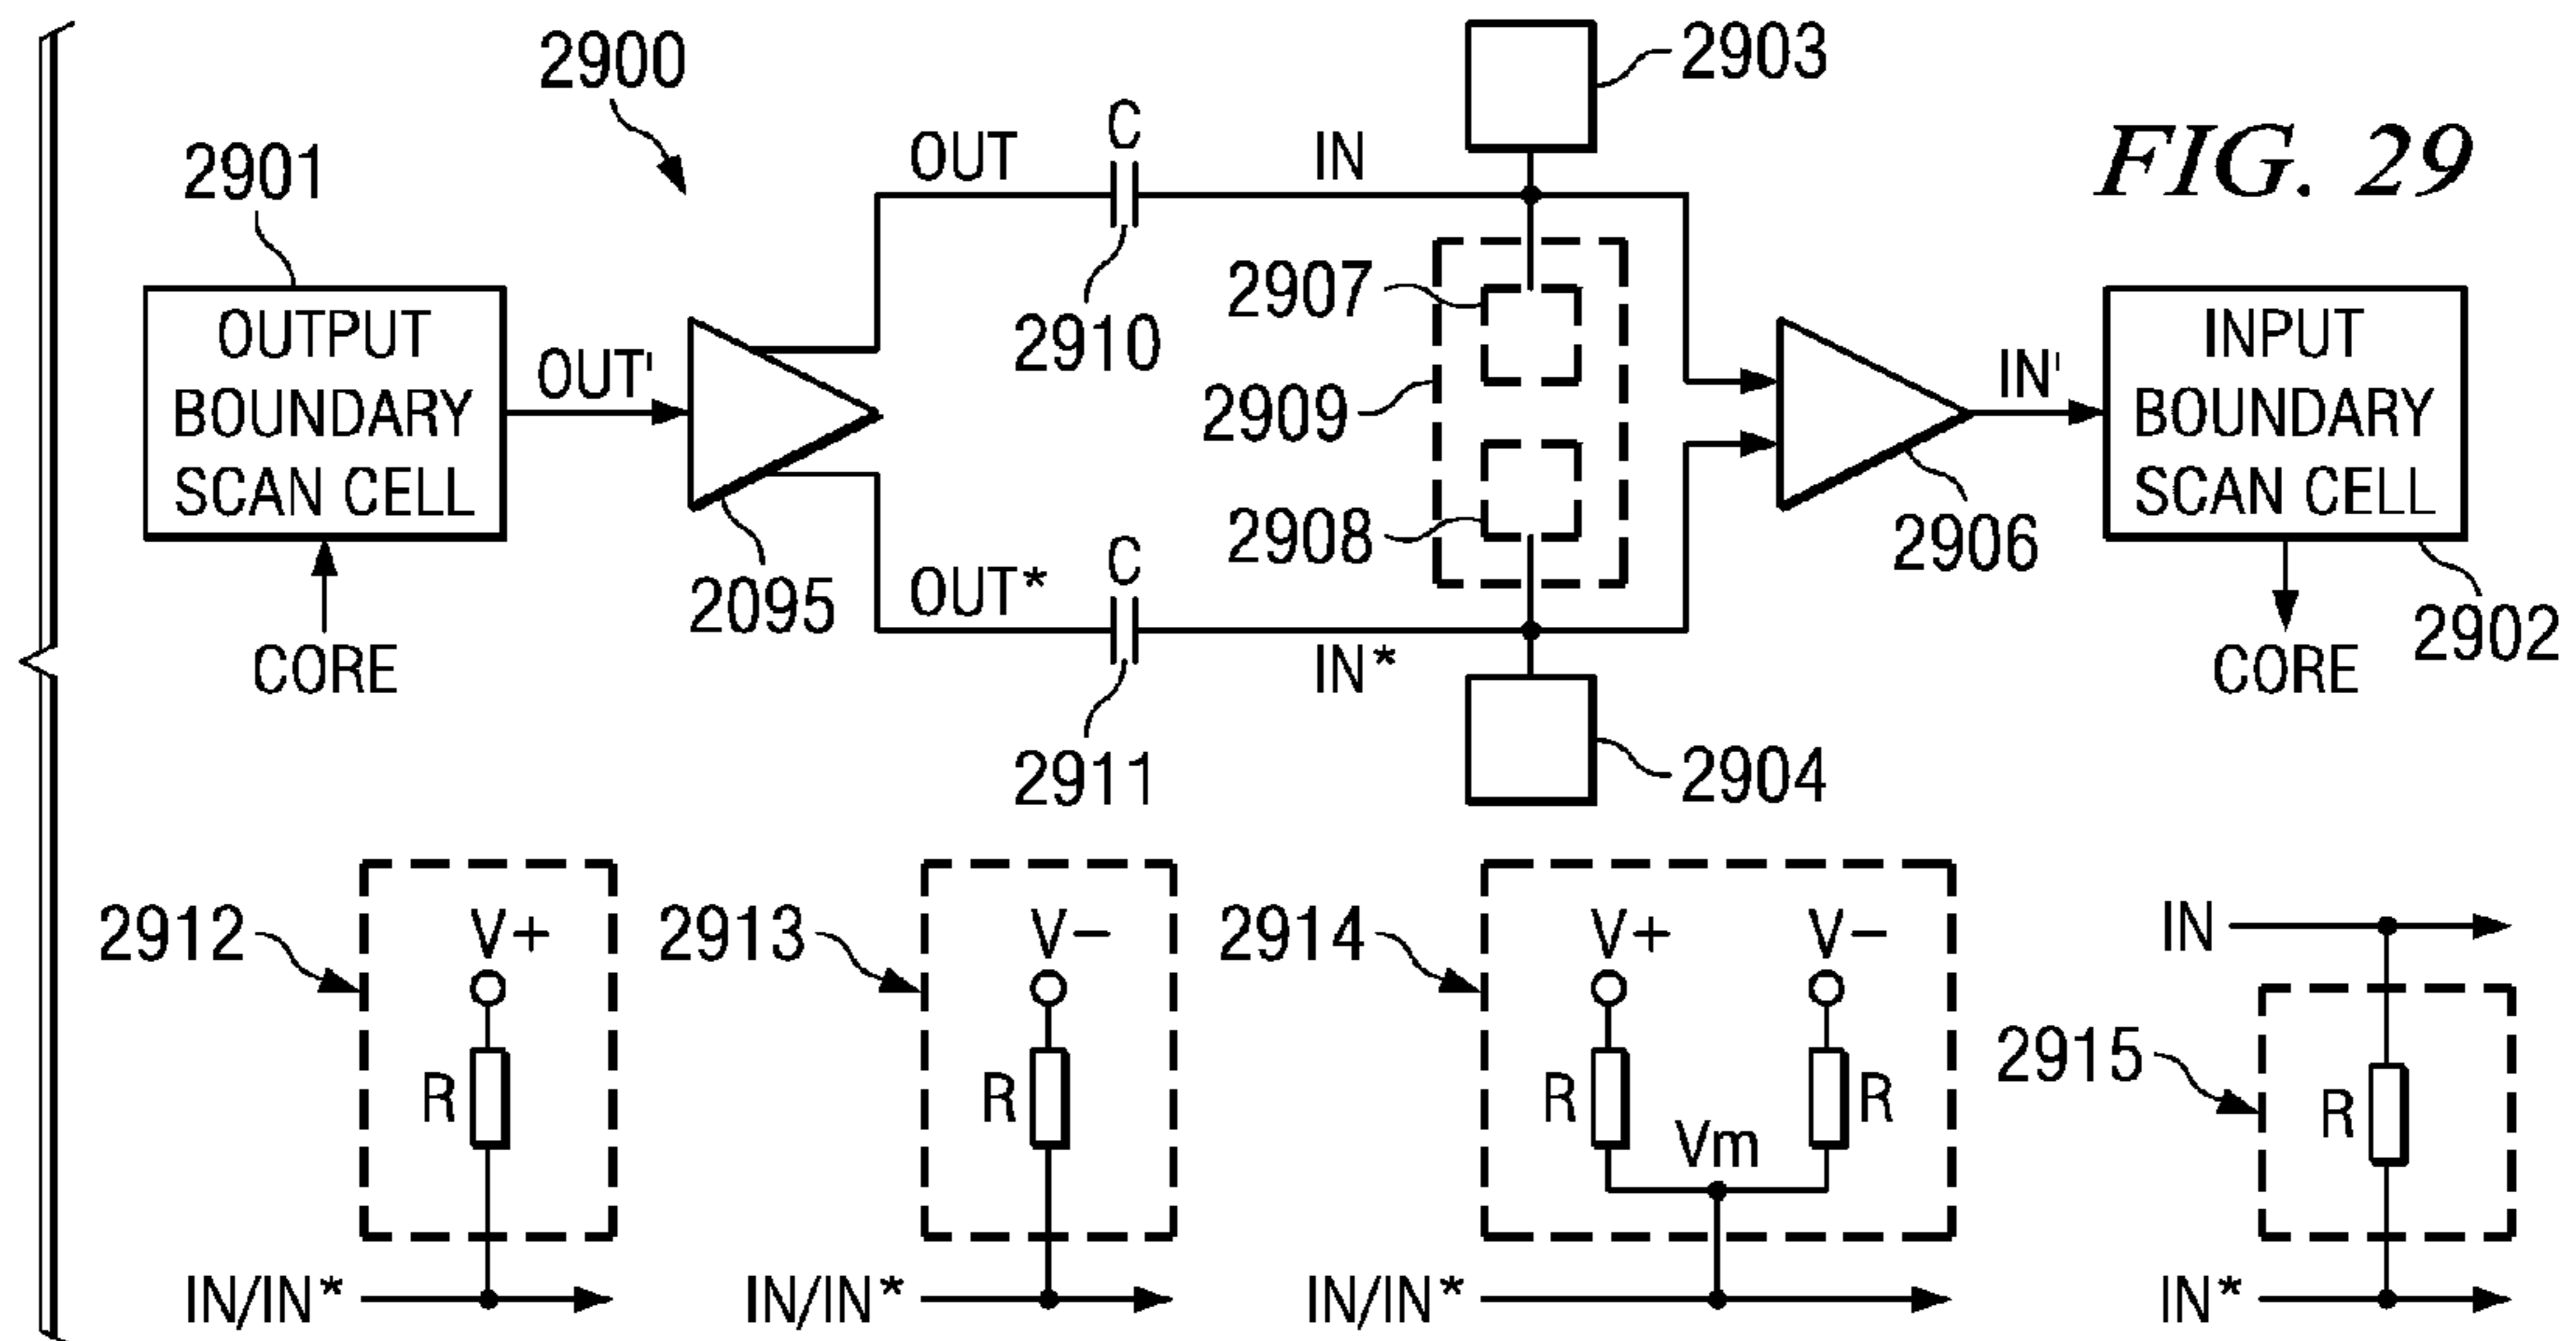 FIG. 29
2900
2901
OUTPUT
BOUNDARY
SCAN CELL
CORE
OUT'
2095
OUT
C
2910
IN
2903
2907
2909
2908
OUT*
C
2911
IN*
2904
2906
IN'
INPUT
BOUNDARY
SCAN CELL
2902
CORE
2912
V+
R
IN/IN*
2913
V−
R
IN/IN*
2914
V+
V−
R
R
Vm
IN/IN*
IN
2915
R
IN*